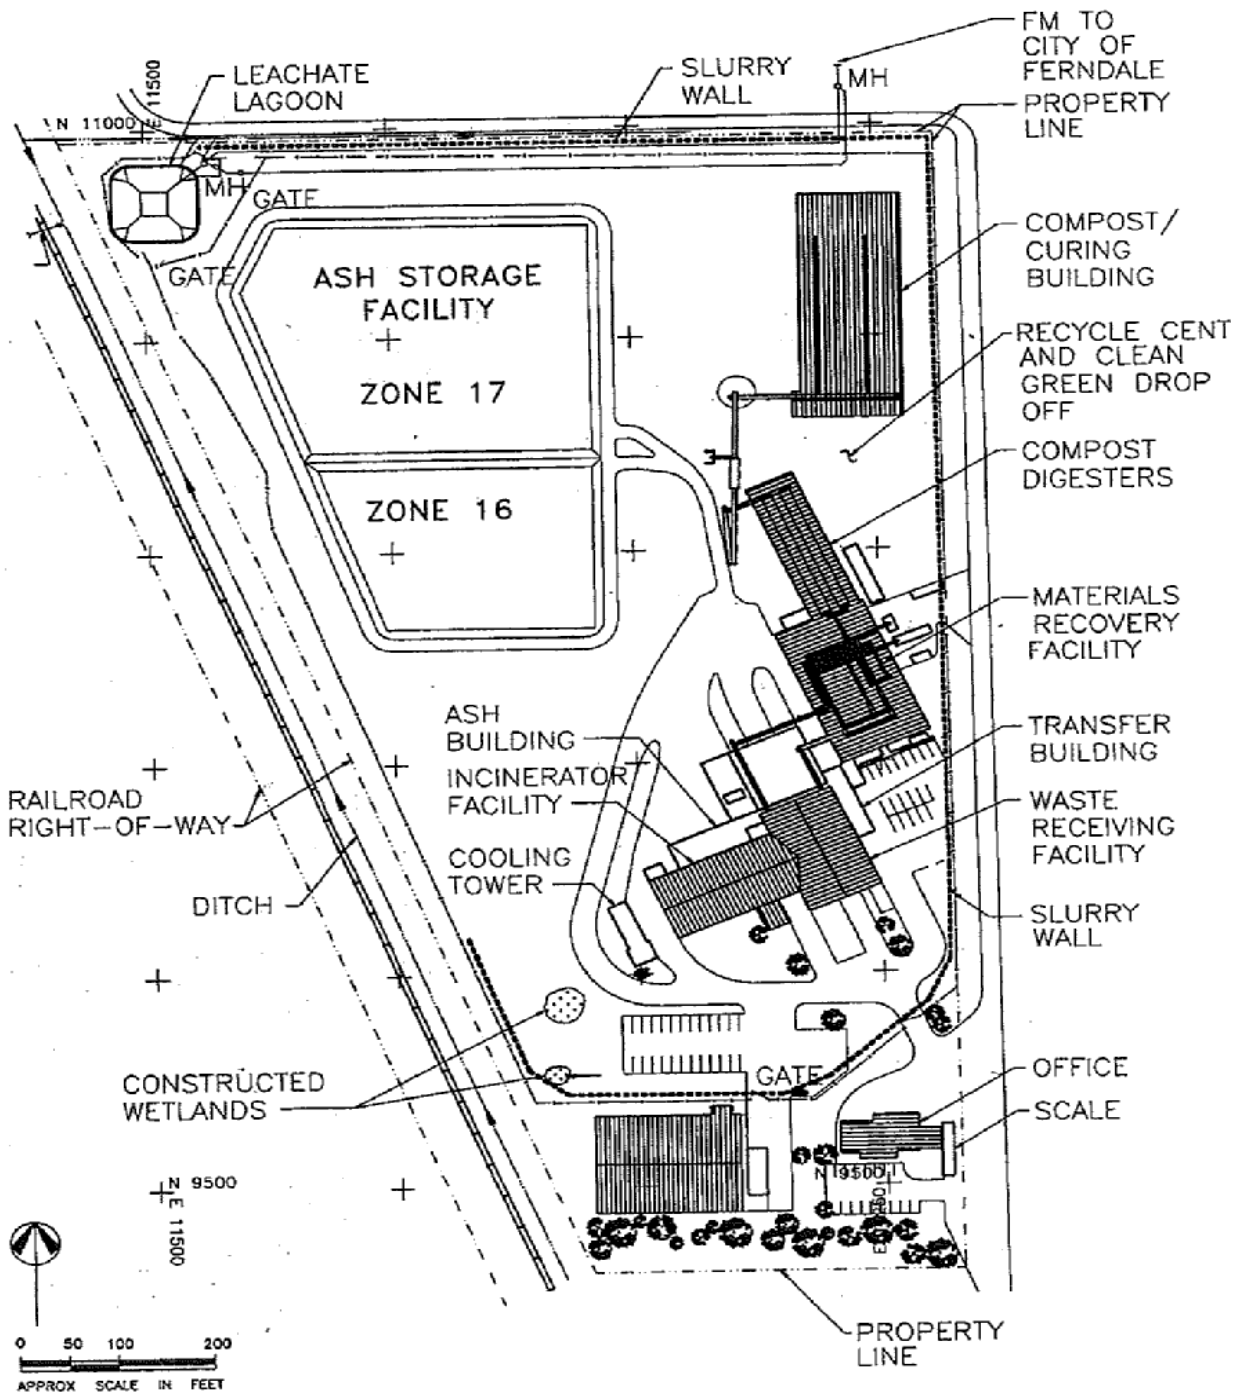 FM TO
CITY OF
FERNDALE
MH
PROPERTY
LINE
SLURRY
WALL
LEACHATE
LAGOON
E 11500
N 11000
MH
GATE
GATE
ASH STORAGE
FACILITY
ZONE 17
ZONE 16
COMPOST/
CURING
BUILDING
RECYCLE CENT
AND CLEAN
GREEN DROP
OFF
COMPOST
DIGESTERS
MATERIALS
RECOVERY
FACILITY
TRANSFER
BUILDING
WASTE
RECEIVING
FACILITY
SLURRY
WALL
ASH
BUILDING
INCINERATOR
FACILITY
COOLING
TOWER
RAILROAD
RIGHT-OF-WAY
DITCH
CONSTRUCTED
WETLANDS
GATE
OFFICE
SCALE
N 9500
N 9500
E 11500
PROPERTY
LINE
0 50 100 200
APPROX SCALE IN FEET